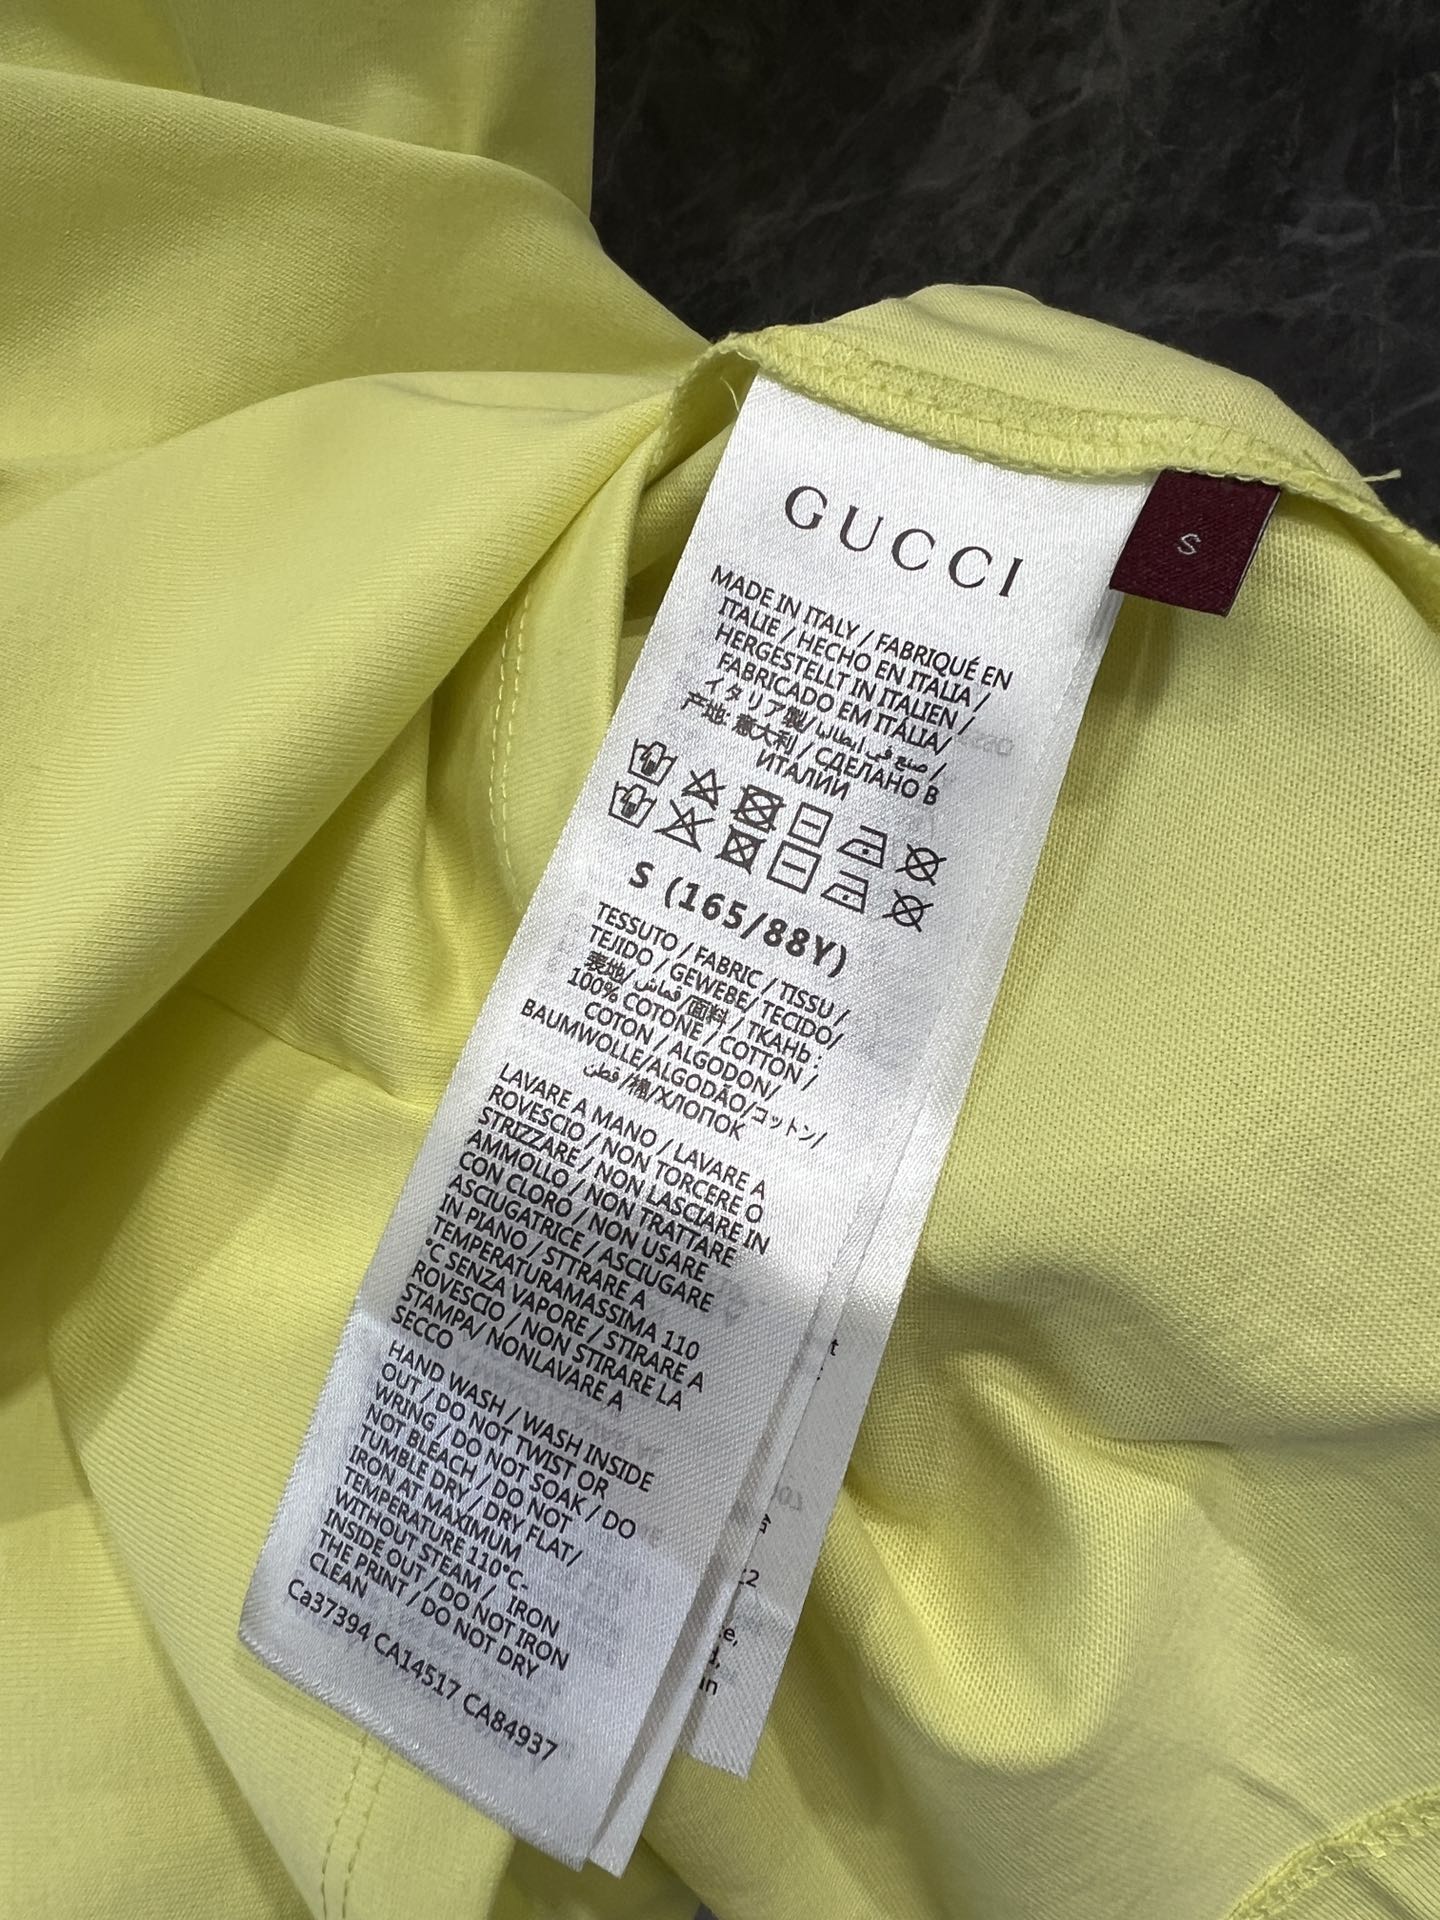 GUCCI
S
MADE IN ITALY / FABRIQUÉ EN
ITALIE / HECHO EN ITALIA /
HERGESTELLT IN ITALIEN /
FABRICADO EM ITÁLIA/
イタリア製/صنع في إيطاليا /
产地: 意大利 / СДЕЛАНО В
ИТАЛИИ
S (165/88Y)
TESSUTO / FABRIC / TISSU /
TEJIDO / GEWEBE/ TECIDO/
表地/ قماش /面料 / ТКАНЬ :
100% COTONE / COTTON /
COTON / ALGODON/
BAUMWOLLE/ALGODÃO/コットン/
قطن /棉/ХЛОПОК
LAVARE A MANO / LAVARE A
ROVESCIO / NON TORCERE O
STRIZZARE / NON LASCIARE IN
AMMOLLO / NON TRATTARE
CON CLORO / NON USARE
ASCIUGATRICE / ASCIUGARE
IN PIANO / STTRARE A
TEMPERATURAMASSIMA 110
°C SENZA VAPORE / STIRARE A
ROVESCIO / NON STIRARE LA
STAMPA/ NONLAVARE A
SECCO
HAND WASH / WASH INSIDE
OUT / DO NOT TWIST OR
WRING / DO NOT SOAK / DO
NOT BLEACH / DO NOT
TUMBLE DRY / DRY FLAT/
IRON AT MAXIMUM
TEMPERATURE 110°C-
WITHOUT STEAM / IRON
INSIDE OUT / DO NOT IRON
THE PRINT / DO NOT DRY
CLEAN
Ca37394 CA14517 CA84937